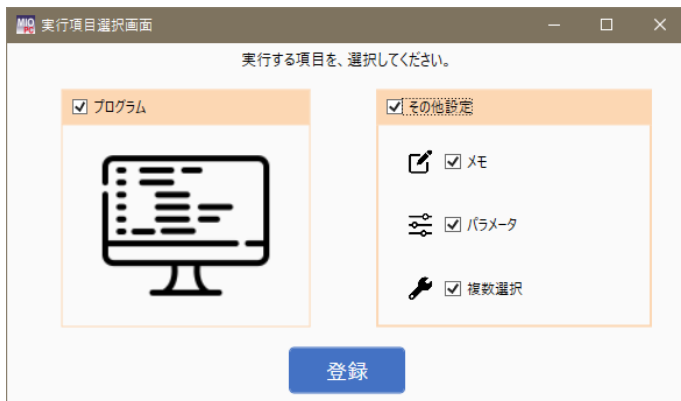 MIO PC 実行項目選択画面
実行する項目を、選択してください。
プログラム
その他設定
メモ
パラメータ
複数選択
登録